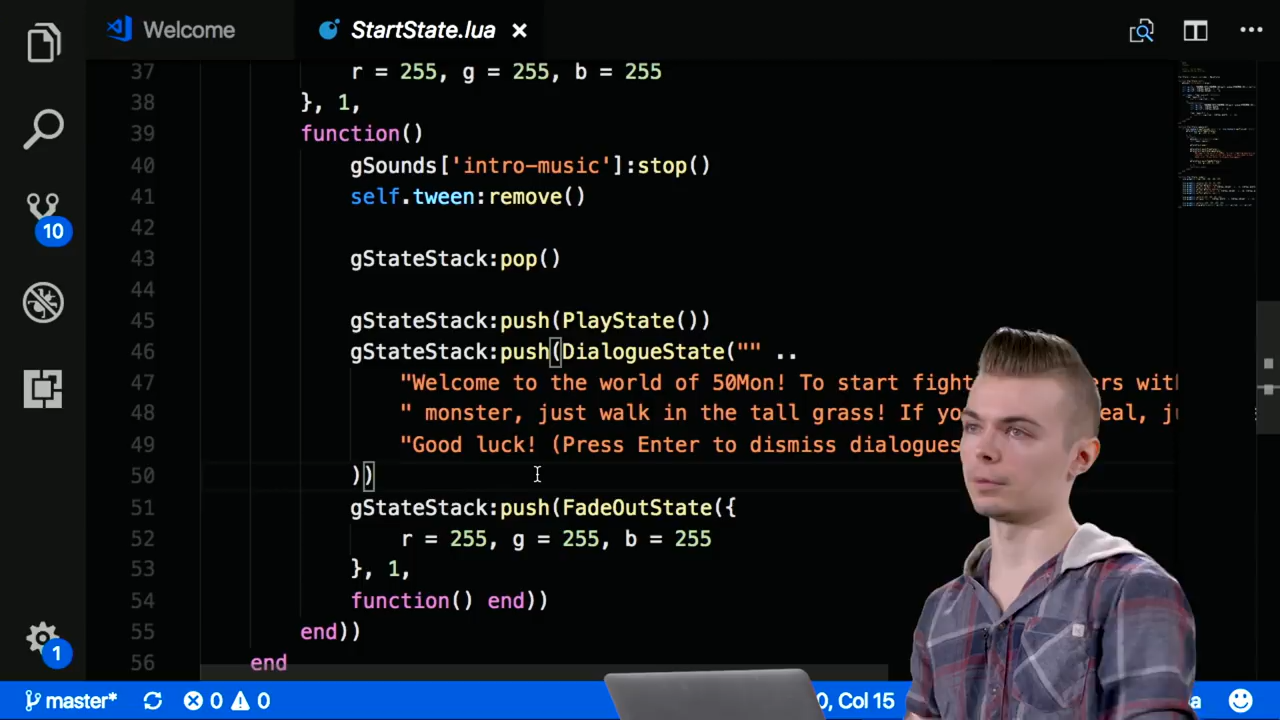 Welcome
StartState.lua ×
37 r = 255, g = 255, b = 255
38 }, 1,
39 function()
40 gSounds['intro-music']:stop()
41 self.tween:remove()
42
43 gStateStack:pop()
44
45 gStateStack:push(PlayState())
46 gStateStack:push(DialogueState("" ..
47 "Welcome to the world of 50Mon! To start fight
48 " monster, just walk in the tall grass! If
49 "Good luck! (Press Enter to dismiss dialogues
50 ))
51 gStateStack:push(FadeOutState({
52 r = 255, g = 255, b = 255
53 }, 1,
54 function() end))
55 end))
56 end
10
1
master* 0 0 Col 15